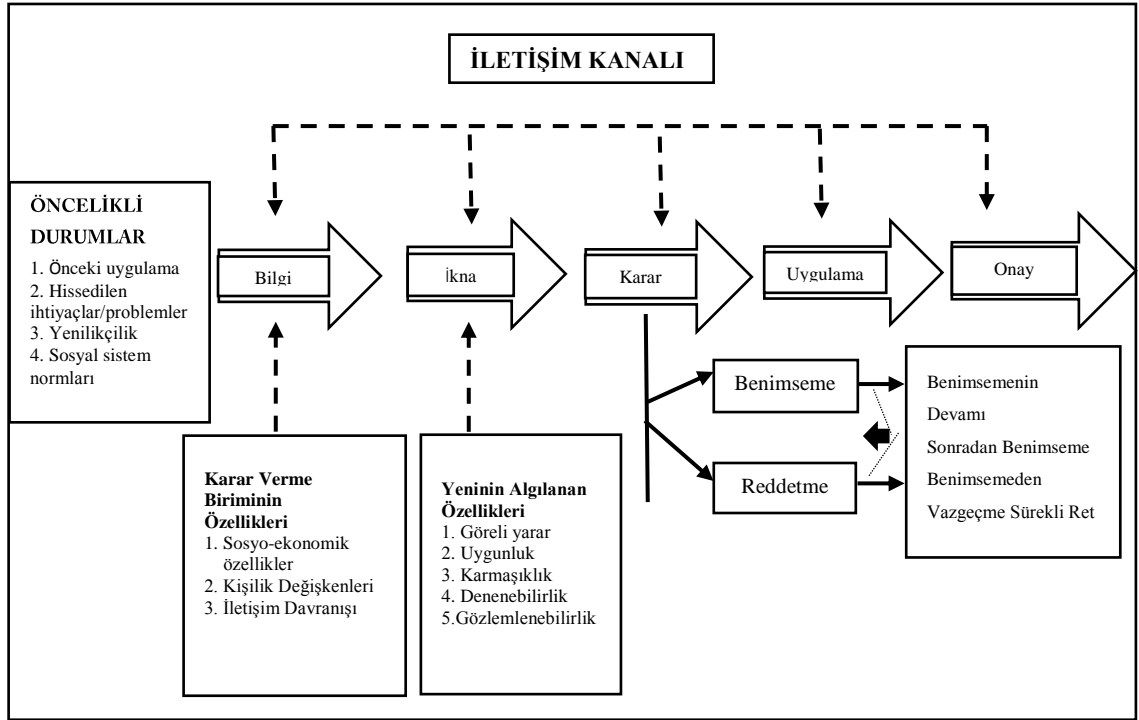 İLETİŞİM KANALI
ÖNCELİKLİ
DURUMLAR
1. Önceki uygulama
2. Hissedilen
ihtiyaçlar/problemler
3. Yenilikçilik
4. Sosyal sistem
normları
Bilgi
İkna
Karar
Uygulama
Onay
Benimseme
Reddetme
Benimsemenin
Devamı
Sonradan Benimseme
Benimsemeden
Vazgeçme Sürekli Ret
Karar Verme
Biriminin
Özellikleri
1. Sosyo-ekonomik
özellikler
2. Kişilik Değişkenleri
3. İletişim Davranışı
Yeninin Algılanan
Özellikleri
1. Göreli yarar
2. Uygunluk
3. Karmaşıklık
4. Denenebilirlik
5.Gözlemlenebilirlik